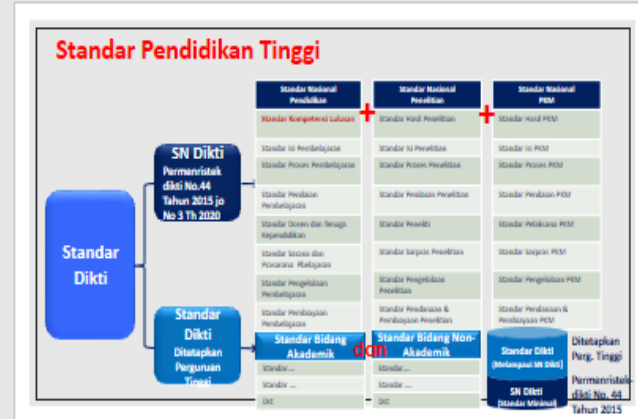 Standar Pendidikan Tinggi
Standar
Dikti
SN Dikti
Permenristek
dikti No.44
Tahun 2015 jo
No 3 Th 2020
Standar
Dikti
Ditetapkan
Perguruan
Tinggi
Standar Nasional
Pendidikan
+
Standar Nasional
Penelitian
+
Standar Nasional
PKM
Standar Kompetensi Lulusan
Standar Hasil Penelitian
Standar Hasil PKM
Standar Isi Pembelajaran
Standar Isi Penelitian
Standar Isi PKM
Standar Proses Pembelajaran
Standar Proses Penelitian
Standar Proses PKM
Standar Penilaian
Pembelajaran
Standar Penilaian Penelitian
Standar Penilaian PKM
Standar Dosen dan Tenaga
Kependidikan
Standar Peneliti
Standar Pelaksana PKM
Standar Sarana dan
Prasarana
Standar Sarpras Penelitian
Standar Sarpras PKM
Standar Pengelolaan
Pembelajaran
Standar Pengelolaan
Penelitian
Standar Pengelolaan PKM
Standar Pembiayaan
Pembelajaran
Standar Pendanaan &
Pembiayaan Penelitian
Standar Pendanaan &
Pembiayaan PKM
Standar Bidang
Akademik
dan
Standar Bidang Non-
Akademik
Standar...
Standar ...
Dst
Standar...
Standar ...
Dst
Standar Dikti
(Melampaui SN Dikti)
SN Dikti
(Standar Minimal)
Ditetapkan
Perg. Tinggi
Permenristek-
dikti No. 44
Tahun 2015